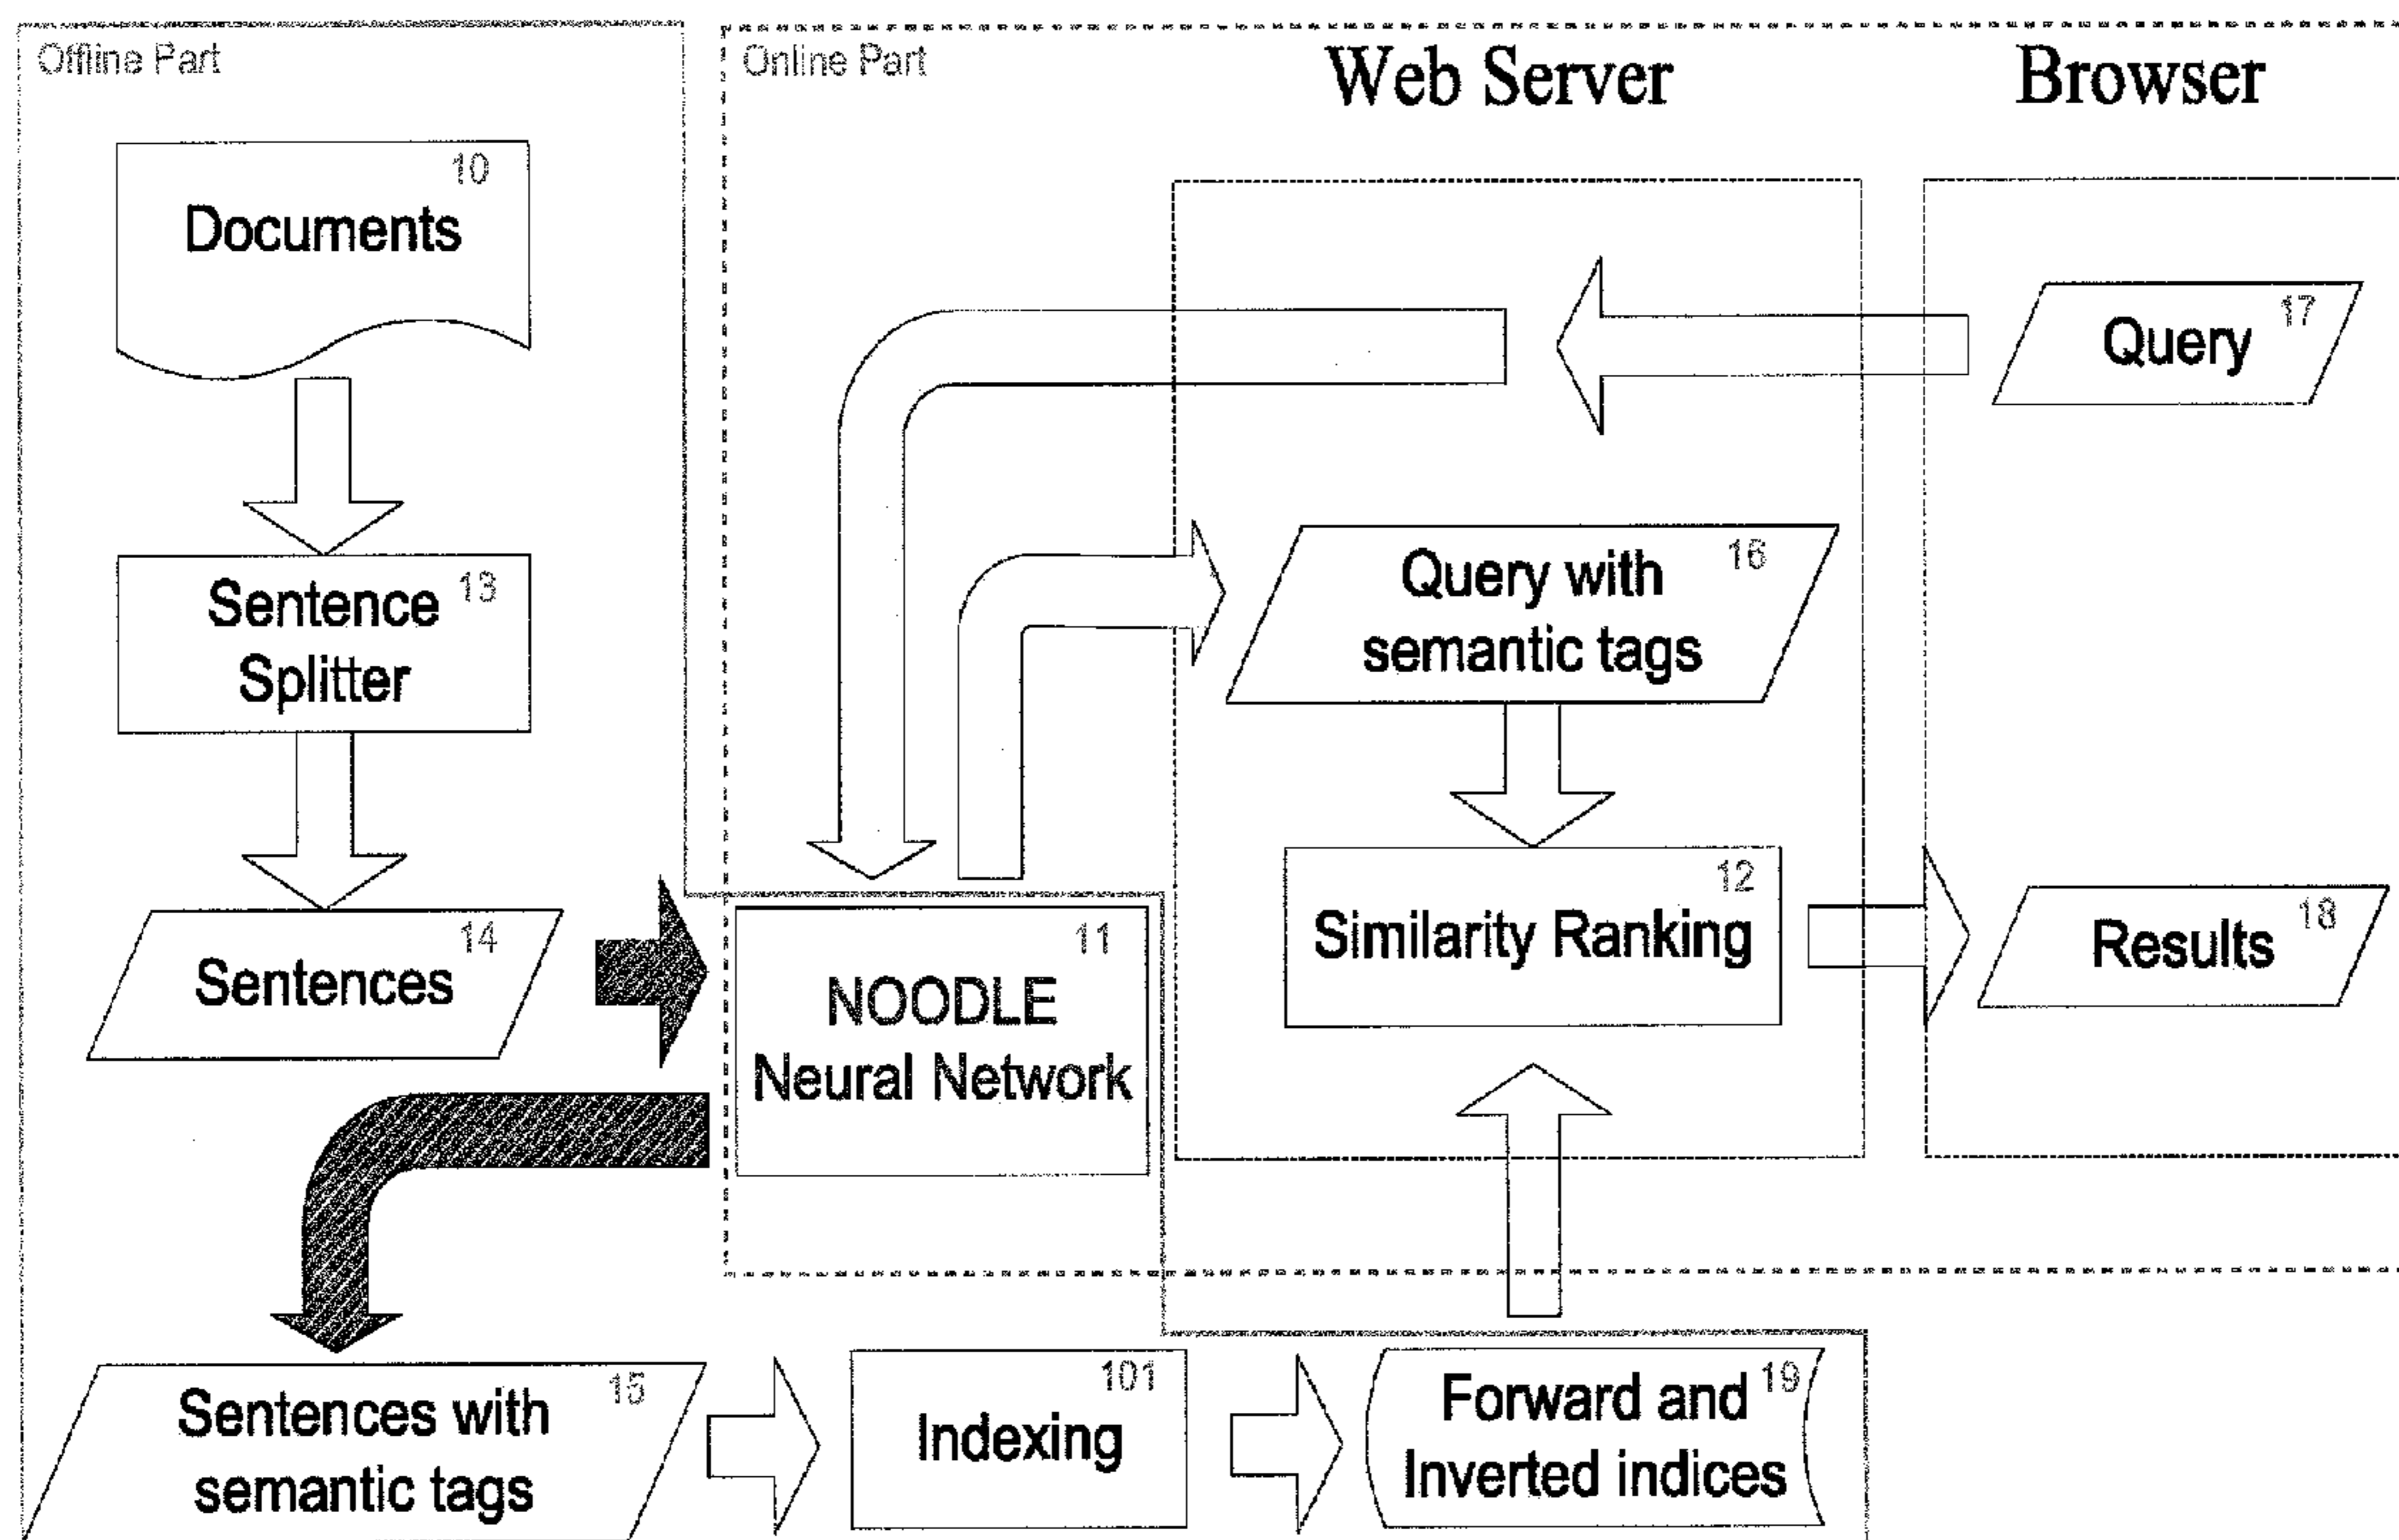 Offline Part
Online Part
Web Server
Browser
10
Documents
17
Query
13
Sentence
Splitter
16
Query with
semantic tags
14
Sentences
11
NOODLE
Neural Network
12
Similarity Ranking
18
Results
15
Sentences with
semantic tags
101
Indexing
19
Forward and
Inverted indices